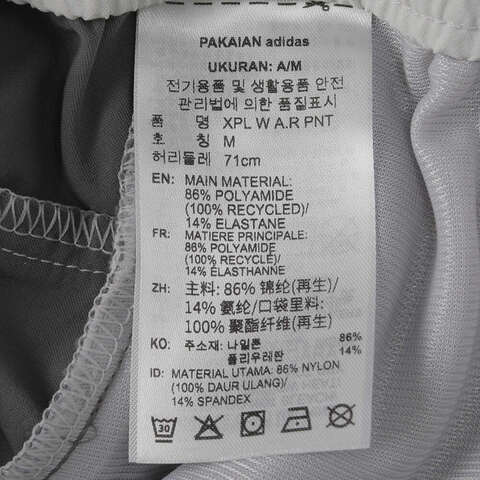 PAKAIAN adidas
UKURAN: A/M
전기용품 및 생활용품 안전
관리법에 의한 품질표시
품 명 XPL W A.R PNT
호 칭 M
허리둘레 71cm
EN: MAIN MATERIAL:
86% POLYAMIDE
(100% RECYCLED)/
14% ELASTANE
FR: MATIERE PRINCIPALE:
86% POLYAMIDE
(100% RECYCLED)/
14% ÉLASTHANNE
ZH: 主料: 86% 锦纶(再生)/
14% 氨纶/口袋里料:
100% 聚酯纤维(再生)
KO: 주소재: 나일론 86%
폴리우레탄 14%
ID: MATERIAL UTAMA: 86% NYLON
(100% DAUR ULANG)/
14% SPANDEX
30